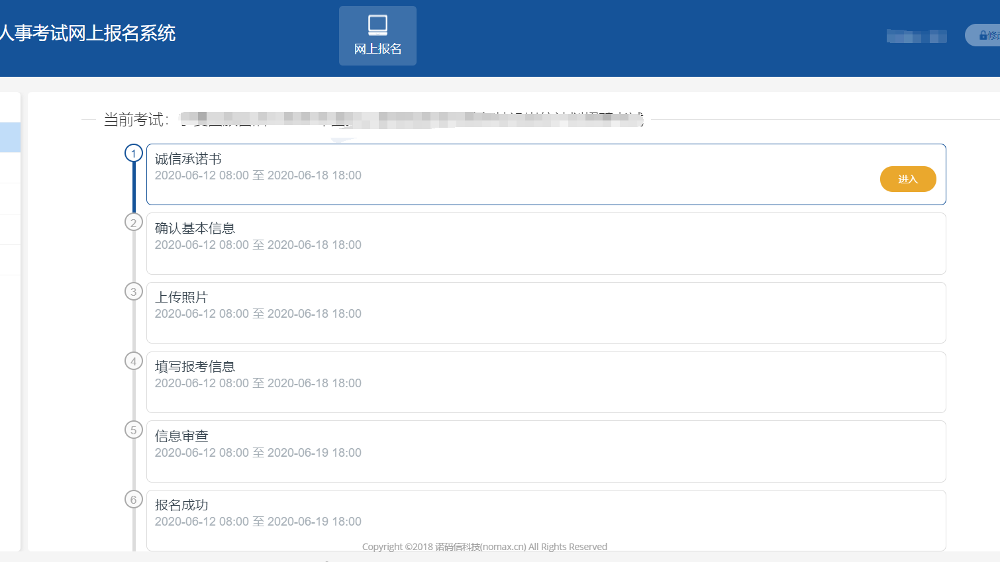 人事考试网上报名系统
网上报名
修改
当前考试：
1
诚信承诺书
2020-06-12 08:00 至 2020-06-18 18:00
进入
2
确认基本信息
2020-06-12 08:00 至 2020-06-18 18:00
3
上传照片
2020-06-12 08:00 至 2020-06-18 18:00
4
填写报考信息
2020-06-12 08:00 至 2020-06-18 18:00
5
信息审查
2020-06-12 08:00 至 2020-06-19 18:00
6
报名成功
2020-06-12 08:00 至 2020-06-19 18:00
Copyright ©2018 诺码信科技(nomax.cn) All Rights Reserved